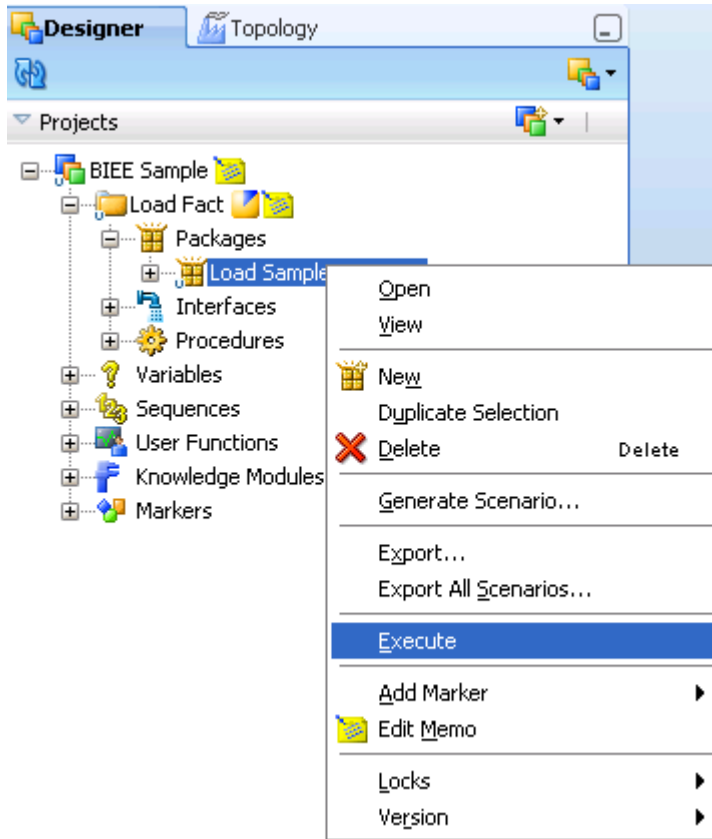 Designer
Topology
Projects
BIEE Sample
Load Fact
Packages
Load Sample
Interfaces
Procedures
Variables
Sequences
User Functions
Knowledge Modules
Markers
Open
View
New
Duplicate Selection
Delete Delete
Generate Scenario...
Export...
Export All Scenarios...
Execute
Add Marker
Edit Memo
Locks
Version